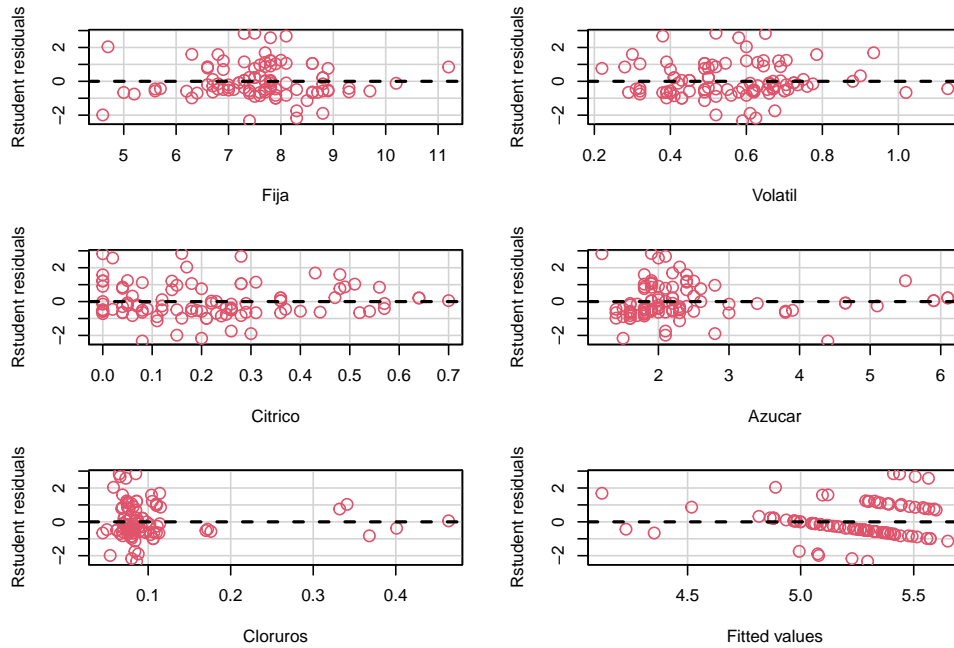 Rstudent residuals
2
0
−2
5 6 7 8 9 10 11
Fija
Rstudent residuals
2
0
−2
0.2 0.4 0.6 0.8 1.0
Volatil
Rstudent residuals
2
0
−2
0.0 0.1 0.2 0.3 0.4 0.5 0.6 0.7
Citrico
Rstudent residuals
2
0
−2
2 3 4 5 6
Azucar
Rstudent residuals
2
0
−2
0.1 0.2 0.3 0.4
Cloruros
Rstudent residuals
2
0
−2
4.5 5.0 5.5
Fitted values